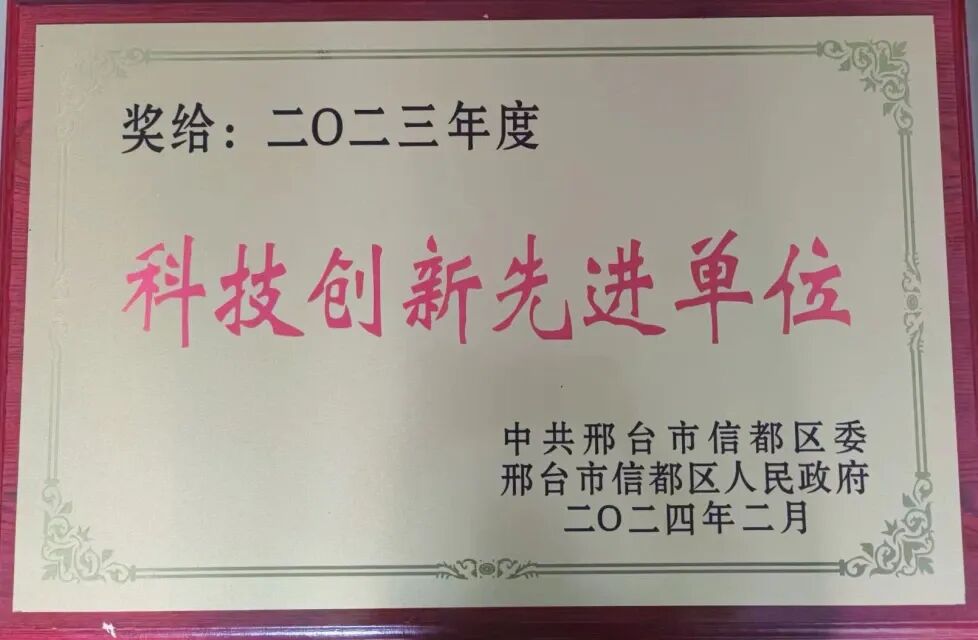 奖给：二〇二三年度
科技创新先进单位
中共邢台市信都区委
邢台市信都区人民政府
二〇二四年二月